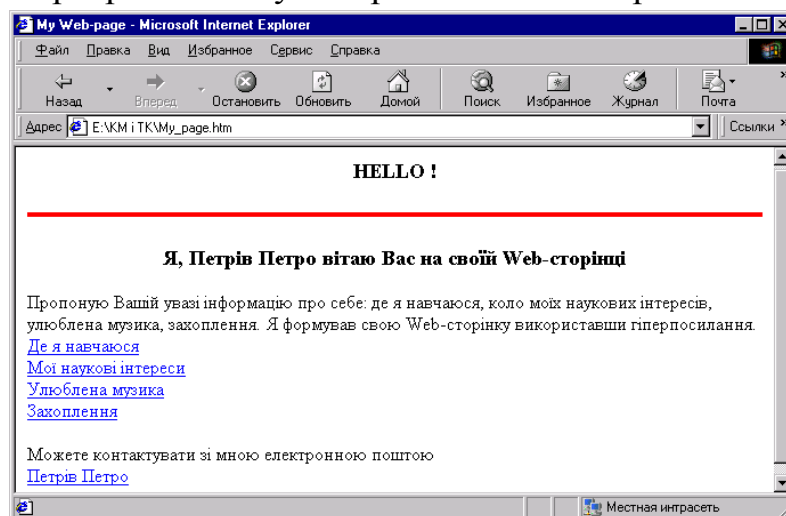 My Web-page - Microsoft Internet Explorer
Файл Правка Вид Избранное Сервис Справка
Назад Вперед Остановить Обновить Домой Поиск Избранное Журнал Почта »
Адрес E:\KM i TK\My_page.htm Ссылки »
HELLO !
Я, Петрів Петро вітаю Вас на своїй Web-сторінці
Пропоную Вашій увазі інформацію про себе: де я навчаюся, коло моїх наукових інтересів,
улюблена музика, захоплення. Я формував свою Web-сторінку використавши гіперпосилання.
Де я навчаюся
Мої наукові інтереси
Улюблена музика
Захоплення
Можете контактувати зі мною електронною поштою
Петрів Петро
Местная интрасеть